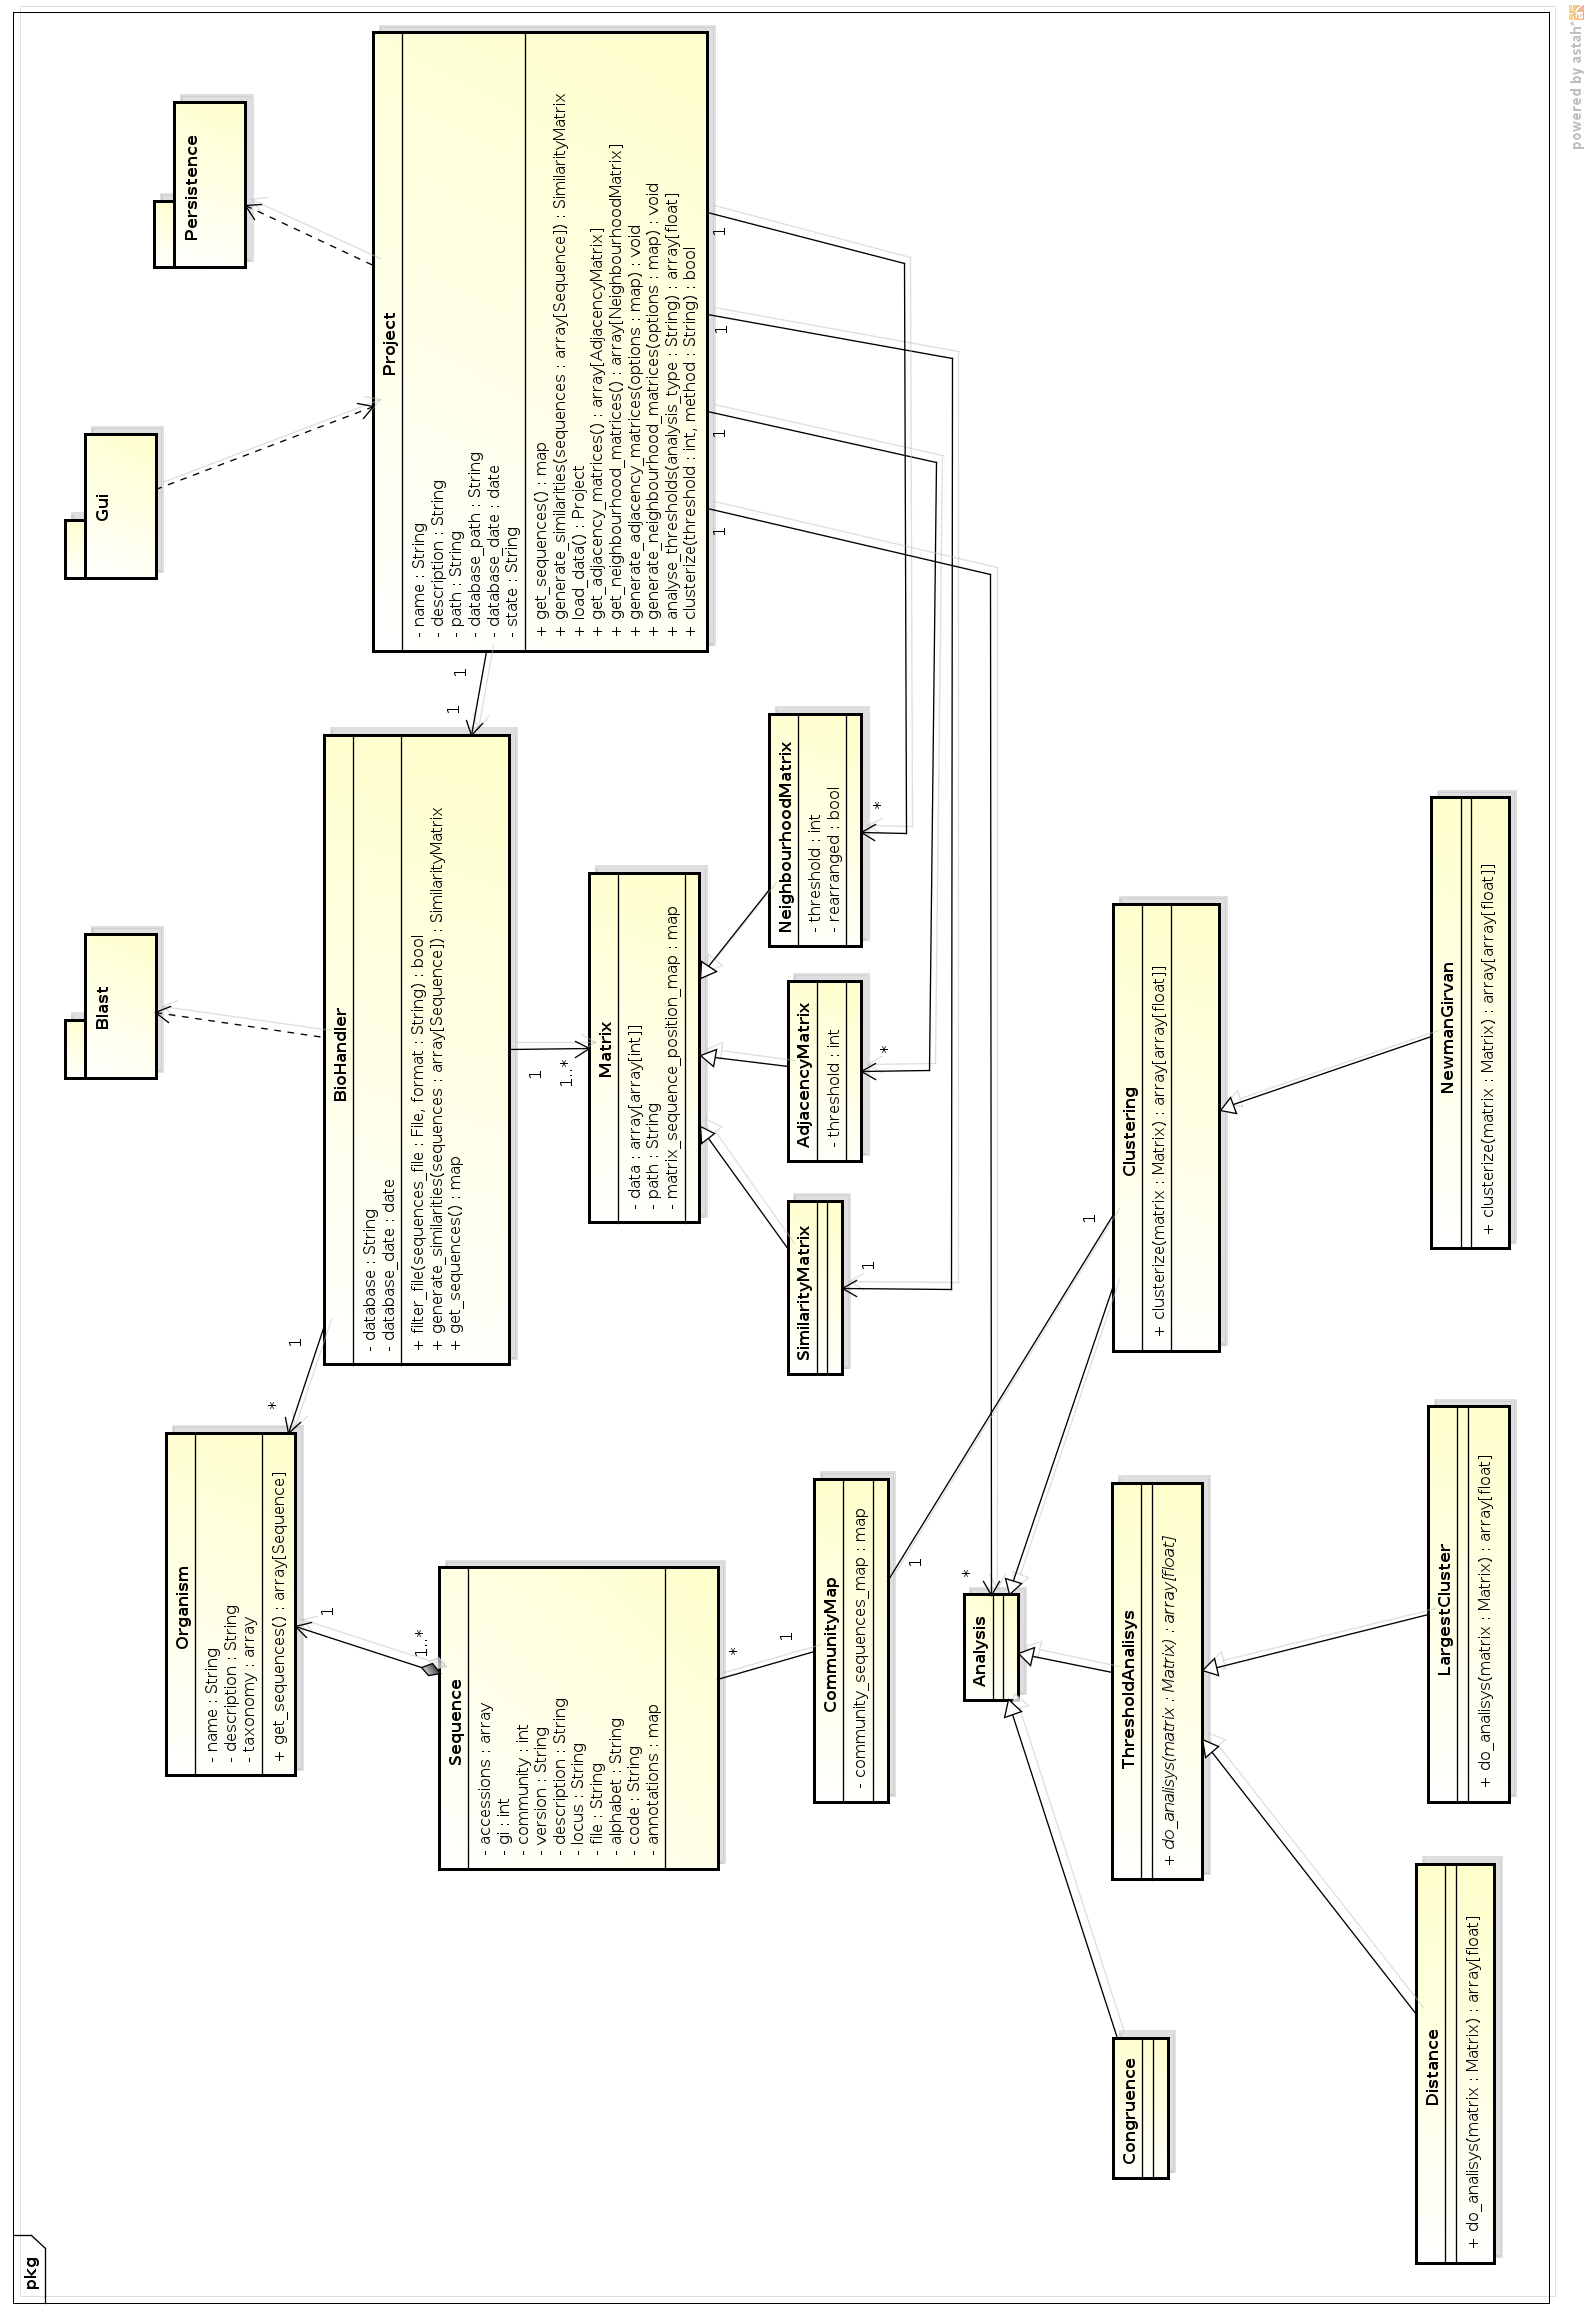 pkg
Organism
- name : String
- description : String
- taxonomy : array
+ get_sequences() : array[Sequence]
1
*
1
1..*
Sequence
- accessions : array
- gi : int
- community : int
- version : String
- description : String
- locus : String
- file : String
- alphabet : String
- code : String
- annotations : map
*
1
CommunityMap
- community_sequences_map : map
1
1
Blast
BioHandler
- database : String
- database_date : date
+ filter_file(sequences_file : File, format : String) : bool
+ generate_similarities(sequences : array[Sequence]) : SimilarityMatrix
+ get_sequences() : map
1
1..*
Matrix
- data : array[array[int]]
- path : String
- matrix_sequence_position_map : map
SimilarityMatrix
1
AdjacencyMatrix
- threshold : int
*
NeighbourhoodMatrix
- threshold : int
- rearranged : bool
*
Gui
Persistence
Project
- name : String
- description : String
- path : String
- database_path : String
- database_date : date
- state : String
+ get_sequences() : map
+ generate_similarities(sequences : array[Sequence]) : SimilarityMatrix
+ load_data() : Project
+ get_adjacency_matrices() : array[AdjacencyMatrix]
+ get_neighbourhood_matrices() : array[NeighbourhoodMatrix]
+ generate_adjacency_matrices(options : map) : void
+ generate_neighbourhood_matrices(options : map) : void
+ analyse_thresholds(analysis_type : String) : array[float]
+ clusterize(threshold : int, method : String) : bool
1
1
1
1
1
1
*
Analysis
Congruence
ThresholdAnalisys
+ do_analisys(matrix : Matrix) : array[float]
Clustering
+ clusterize(matrix : Matrix) : array[array[float]]
Distance
+ do_analisys(matrix : Matrix) : array[float]
LargestCluster
+ do_analisys(matrix : Matrix) : array[float]
NewmanGirvan
+ clusterize(matrix : Matrix) : array[array[float]]
powered by astah*